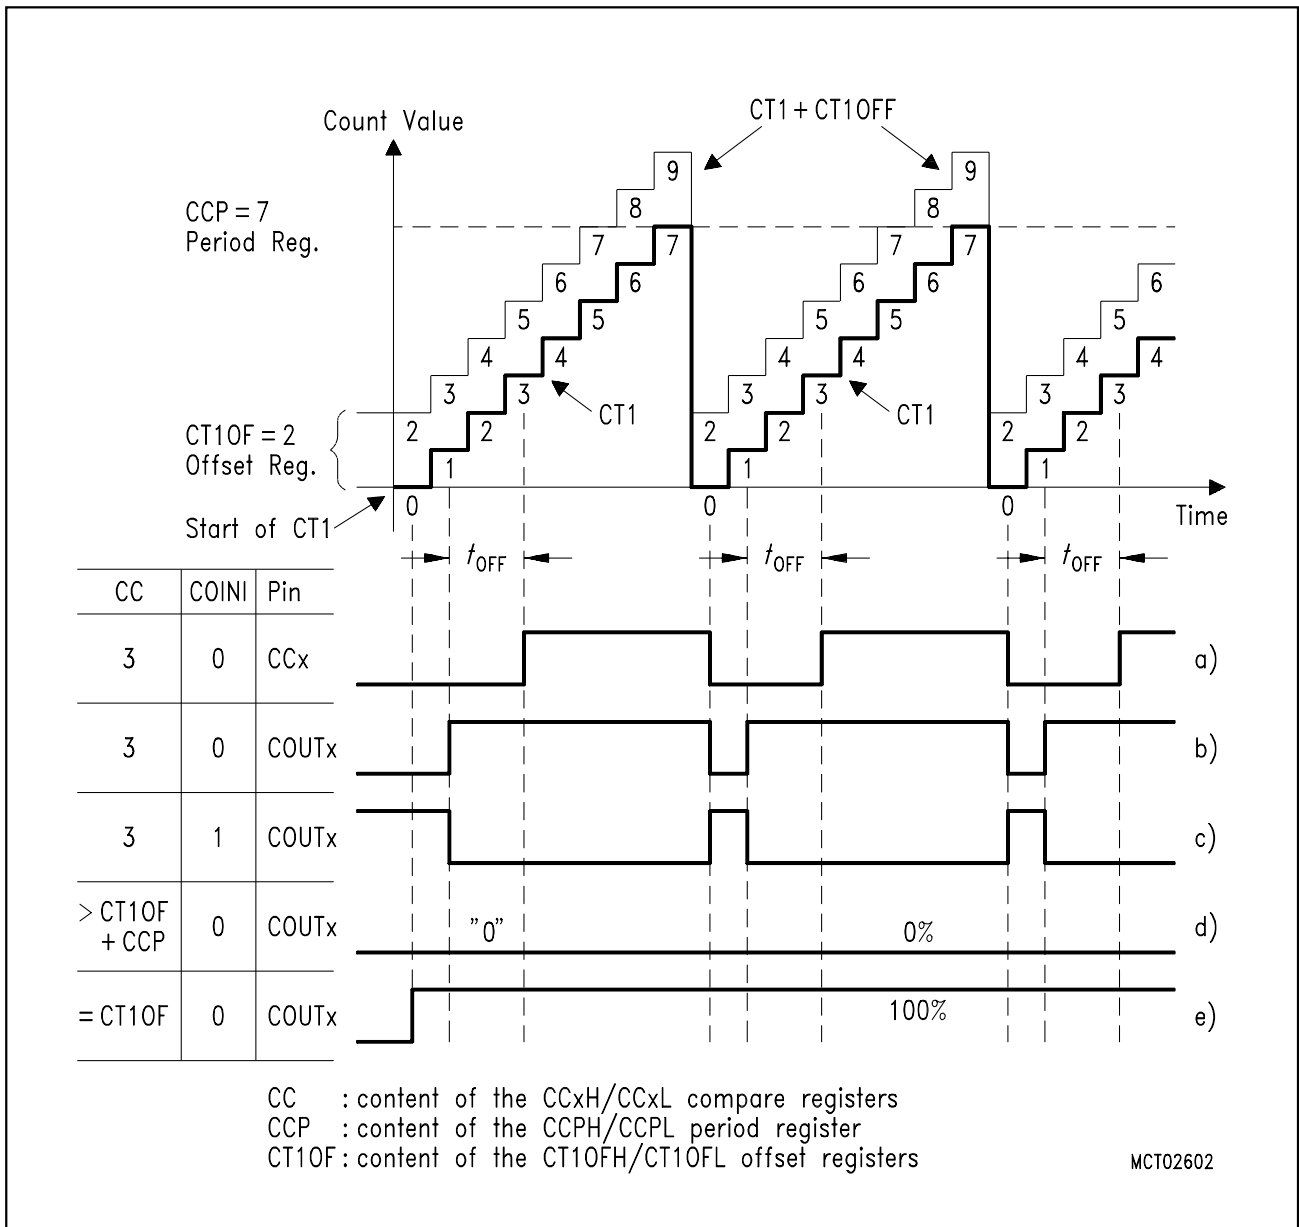 Count Value
CT1 + CT1OFF
CCP = 7
Period Reg.
9
9
8
8
7
7
7
7
6
6
6
6
6
5
5
5
5
5
4
4
4
4
4
4
CT1
CT1
3
3
3
3
3
3
CT1OF = 2
Offset Reg.
2
2
2
2
2
2
1
1
1
Start of CT1
0
0
0
Time
tOFF
tOFF
tOFF
CC COINI Pin
3 0 CCx a)
3 0 COUTx b)
3 1 COUTx c)
> CT1OF
+ CCP 0 COUTx "0" 0% d)
= CT1OF 0 COUTx 100% e)
CC : content of the CCxH/CCxL compare registers
CCP : content of the CCPH/CCPL period register
CT1OF : content of the CT1OFH/CT1OFL offset registers
MCT02602